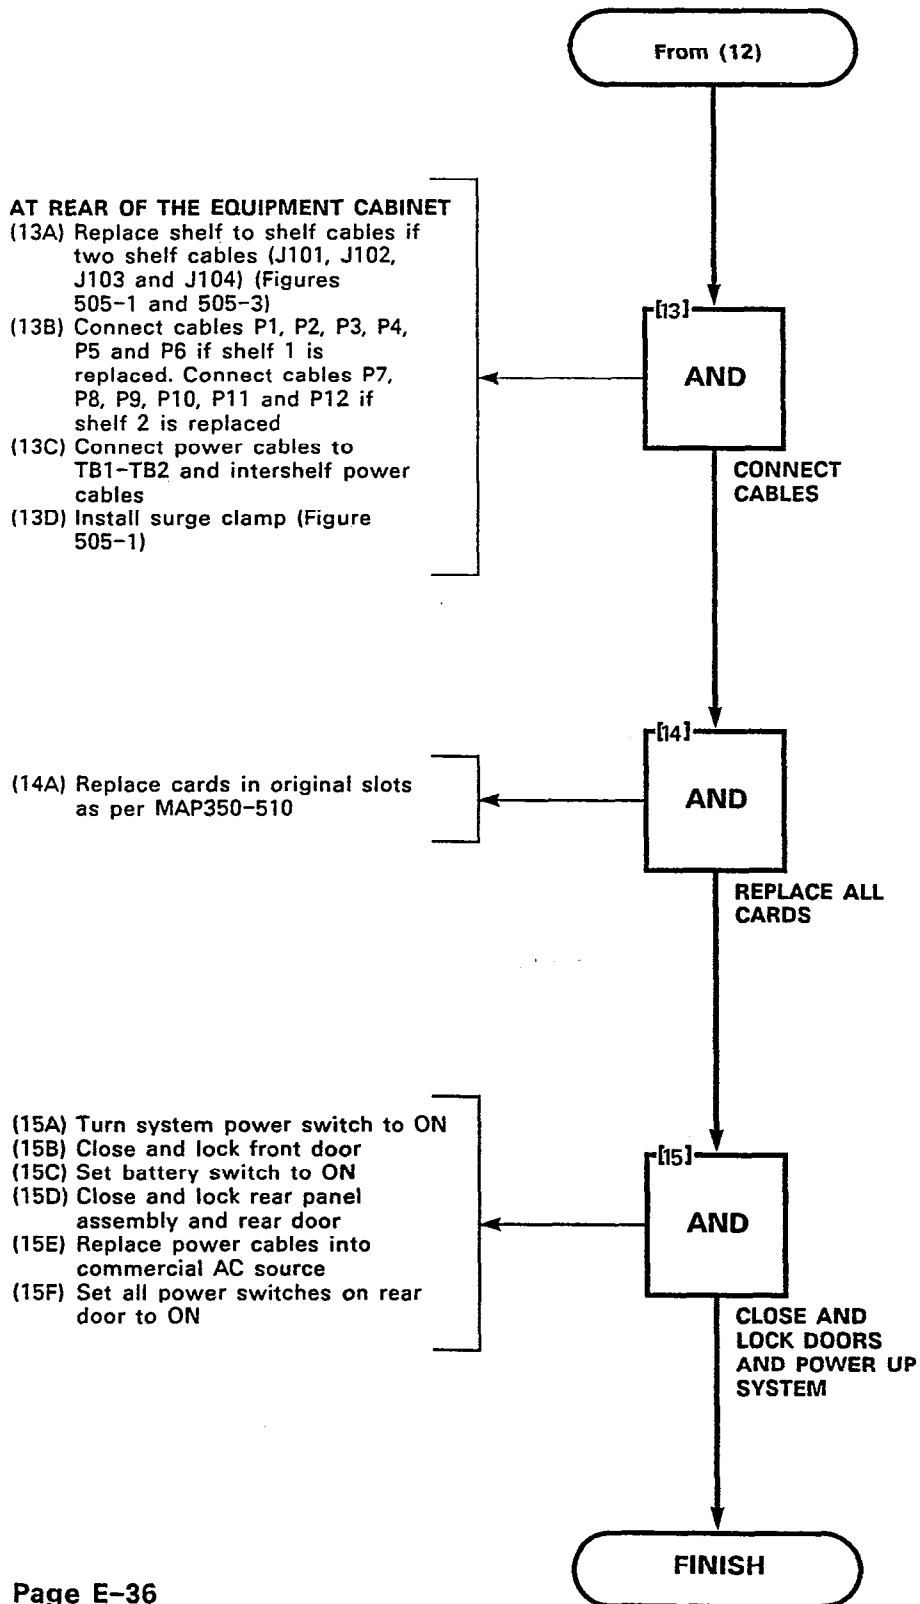 From (12)
AT REAR OF THE EQUIPMENT CABINET
(13A) Replace shelf to shelf cables if
two shelf cables (J101, J102,
J103 and J104) (Figures
505-1 and 505-3)
(13B) Connect cables P1, P2, P3, P4,
P5 and P6 if shelf 1 is
replaced. Connect cables P7,
P8, P9, P10, P11 and P12 if
shelf 2 is replaced
(13C) Connect power cables to
TB1-TB2 and intershelf power
cables
(13D) Install surge clamp (Figure
505-1)
[13]
AND
CONNECT
CABLES
(14A) Replace cards in original slots
as per MAP350-510
[14]
AND
REPLACE ALL
CARDS
(15A) Turn system power switch to ON
(15B) Close and lock front door
(15C) Set battery switch to ON
(15D) Close and lock rear panel
assembly and rear door
(15E) Replace power cables into
commercial AC source
(15F) Set all power switches on rear
door to ON
[15]
AND
CLOSE AND
LOCK DOORS
AND POWER UP
SYSTEM
FINISH
Page E-36